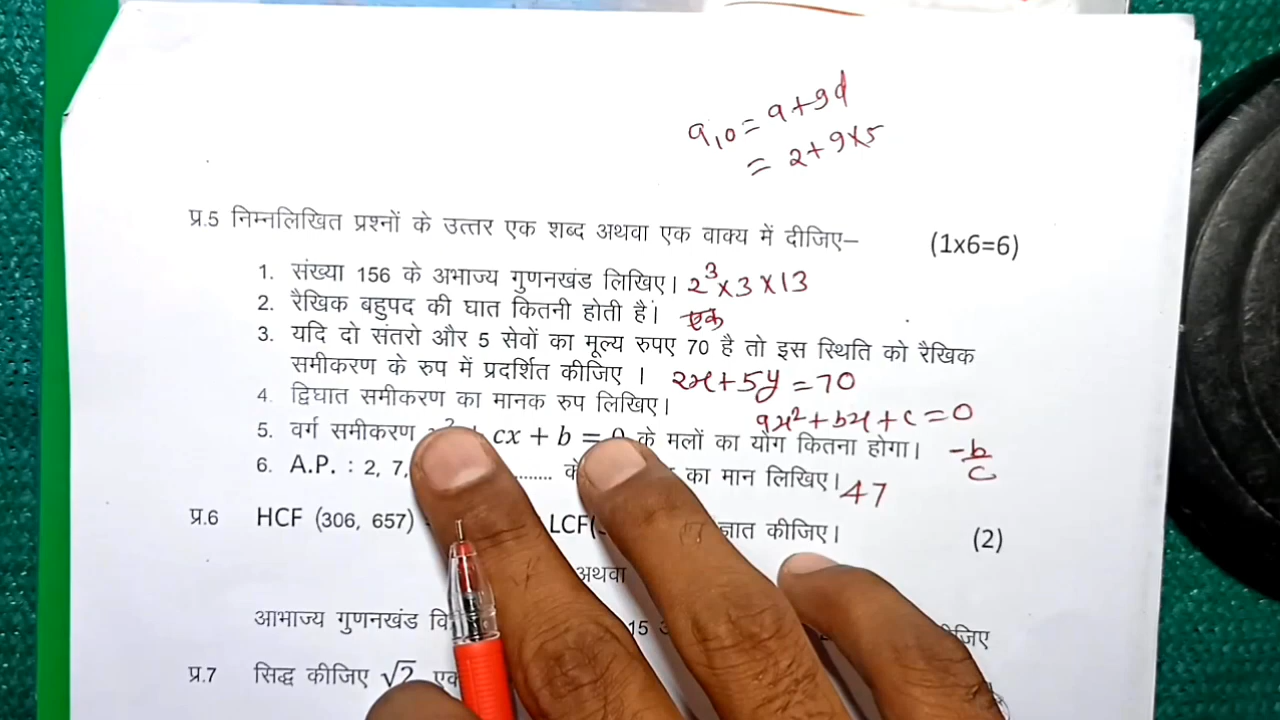 a₁₀ = a+9d
= 2+9×5
प्र.5 निम्नलिखित प्रश्नों के उत्तर एक शब्द अथवा एक वाक्य में दीजिए– (1x6=6)
1. संख्या 156 के अभाज्य गुणनखंड लिखिए। 2³×3×13
2. रैखिक बहुपद की घात कितनी होती है। एक
3. यदि दो संतरो और 5 सेवों का मूल्य रुपए 70 है तो इस स्थिति को रैखिक
समीकरण के रुप में प्रदर्शित कीजिए । 2x+5y=70
4. द्विघात समीकरण का मानक रुप लिखिए। ax²+bx+c=0
5. वर्ग समीकरण cx + b = 0 के मलों का योग कितना होगा। -b/c
6. A.P. : 2, 7, .......... का मान लिखिए। 47
प्र.6 HCF (306, 657) LCF( ज्ञात कीजिए। (2)
अथवा
आभाज्य गुणनखंड 15
प्र.7 सिद्ध कीजिए √2